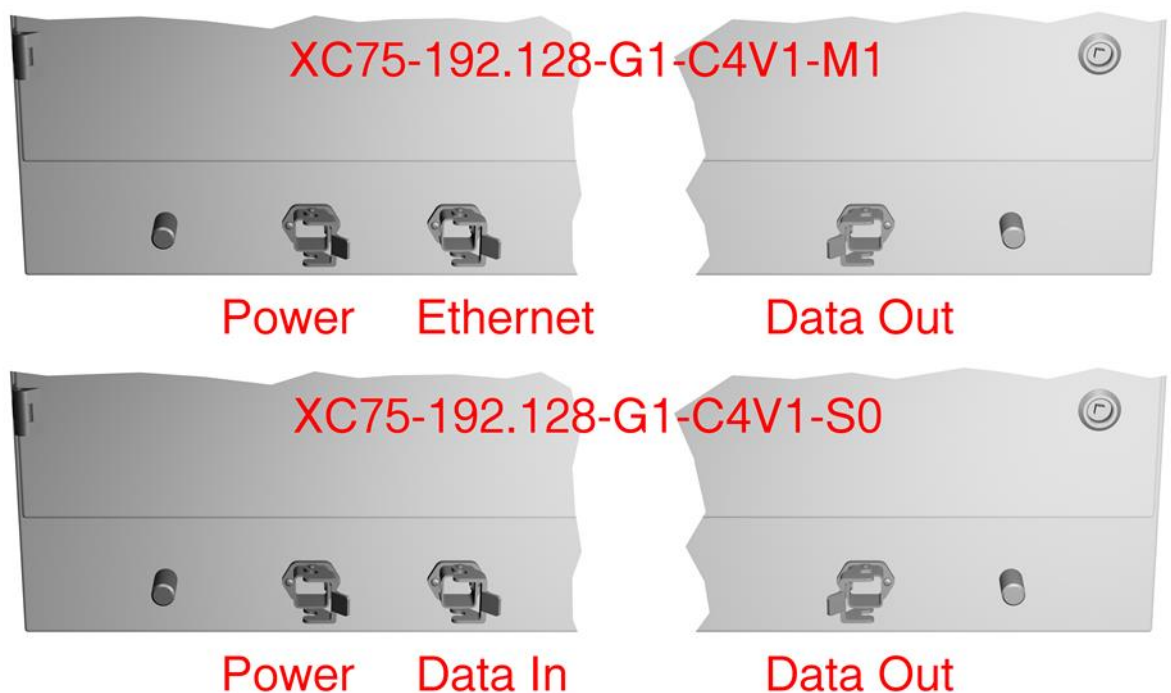 XC75-192.128-G1-C4V1-M1
Power Ethernet Data Out
XC75-192.128-G1-C4V1-S0
Power Data In Data Out